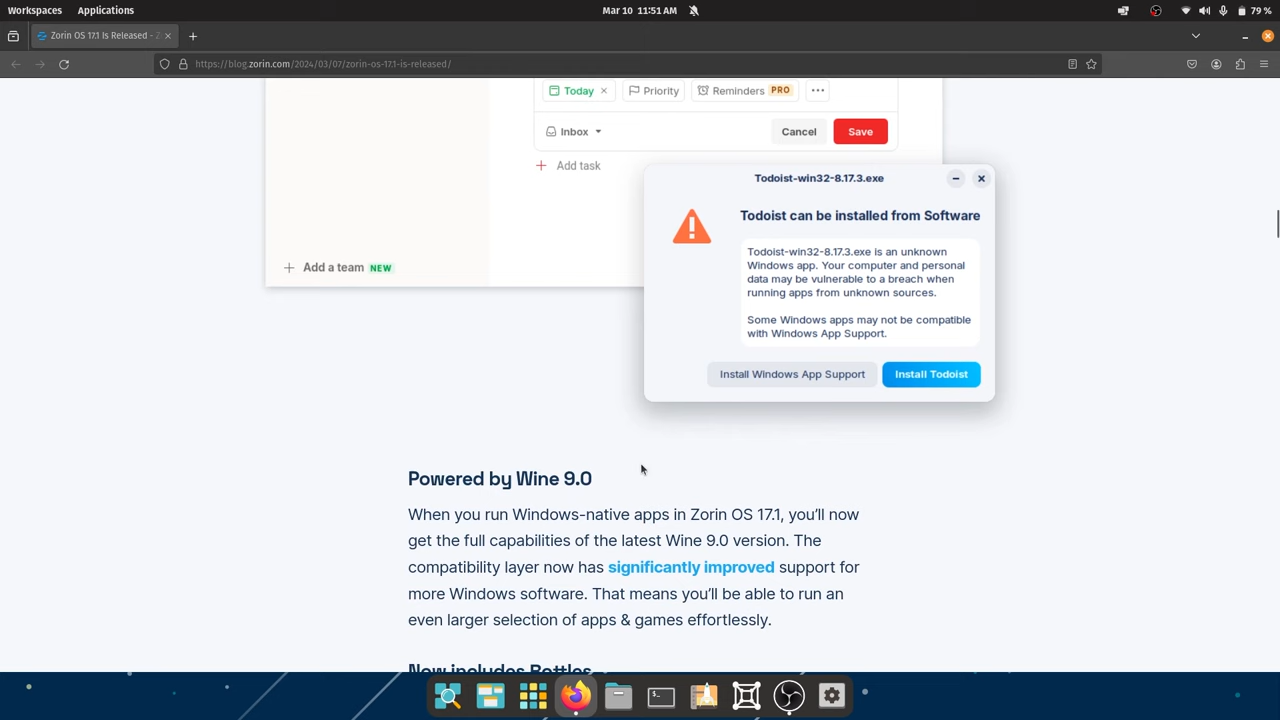 Workspaces Applications Mar 10 11:51 AM 79 %
Zorin OS 17.1 Is Released - Z
https://blog.zorin.com/2024/03/07/zorin-os-17.1-is-released/
Today Priority Reminders PRO
Inbox Cancel Save
Add task
Add a team NEW
Todoist-win32-8.17.3.exe
Todoist can be installed from Software
Todoist-win32-8.17.3.exe is an unknown
Windows app. Your computer and personal
data may be vulnerable to a breach when
running apps from unknown sources.
Some Windows apps may not be compatible
with Windows App Support.
Install Windows App Support Install Todoist
Powered by Wine 9.0
When you run Windows-native apps in Zorin OS 17.1, you’ll now
get the full capabilities of the latest Wine 9.0 version. The
compatibility layer now has significantly improved support for
more Windows software. That means you’ll be able to run an
even larger selection of apps & games effortlessly.
Now includes Bottles